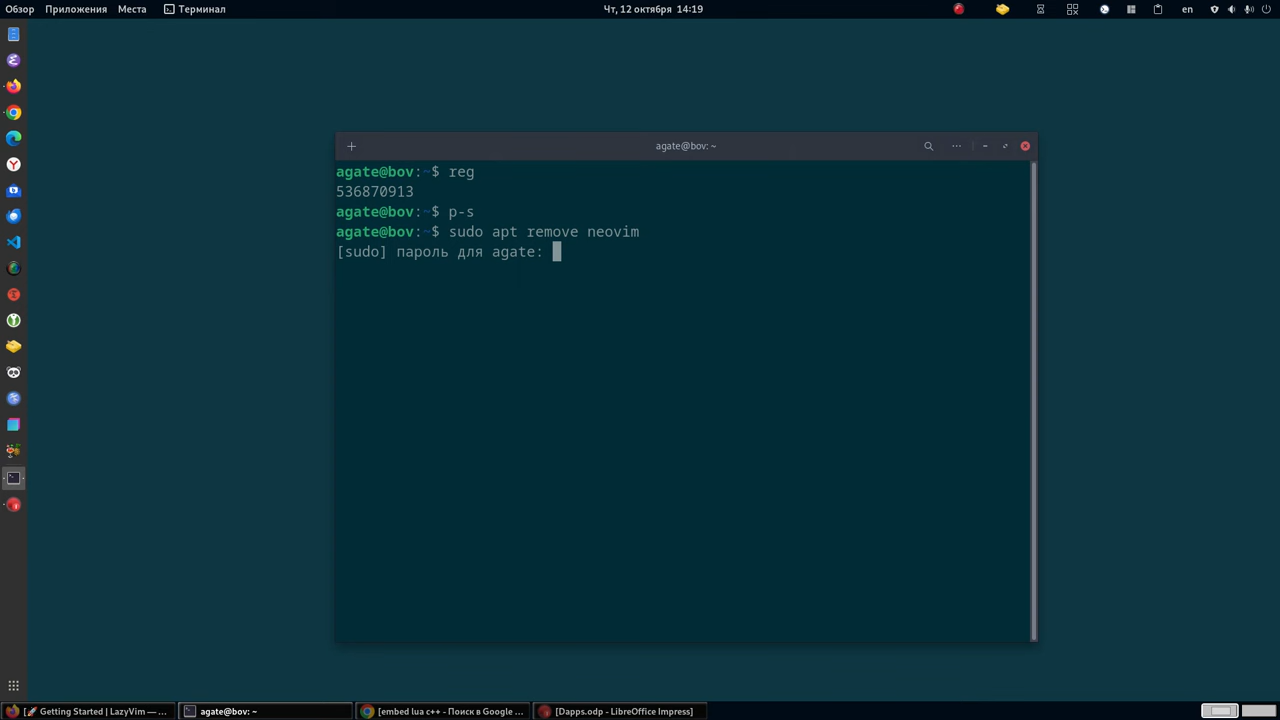 Обзор Приложения Места Терминал Чт, 12 октября 14:19 en
agate@bov: ~
agate@bov:~$ reg
536870913
agate@bov:~$ p-s
agate@bov:~$ sudo apt remove neovim
[sudo] пароль для agate:
[🚀 Getting Started | LazyVim — ... agate@bov: ~ [embed lua c++ - Поиск в Google ... [Dapps.odp - LibreOffice Impress]